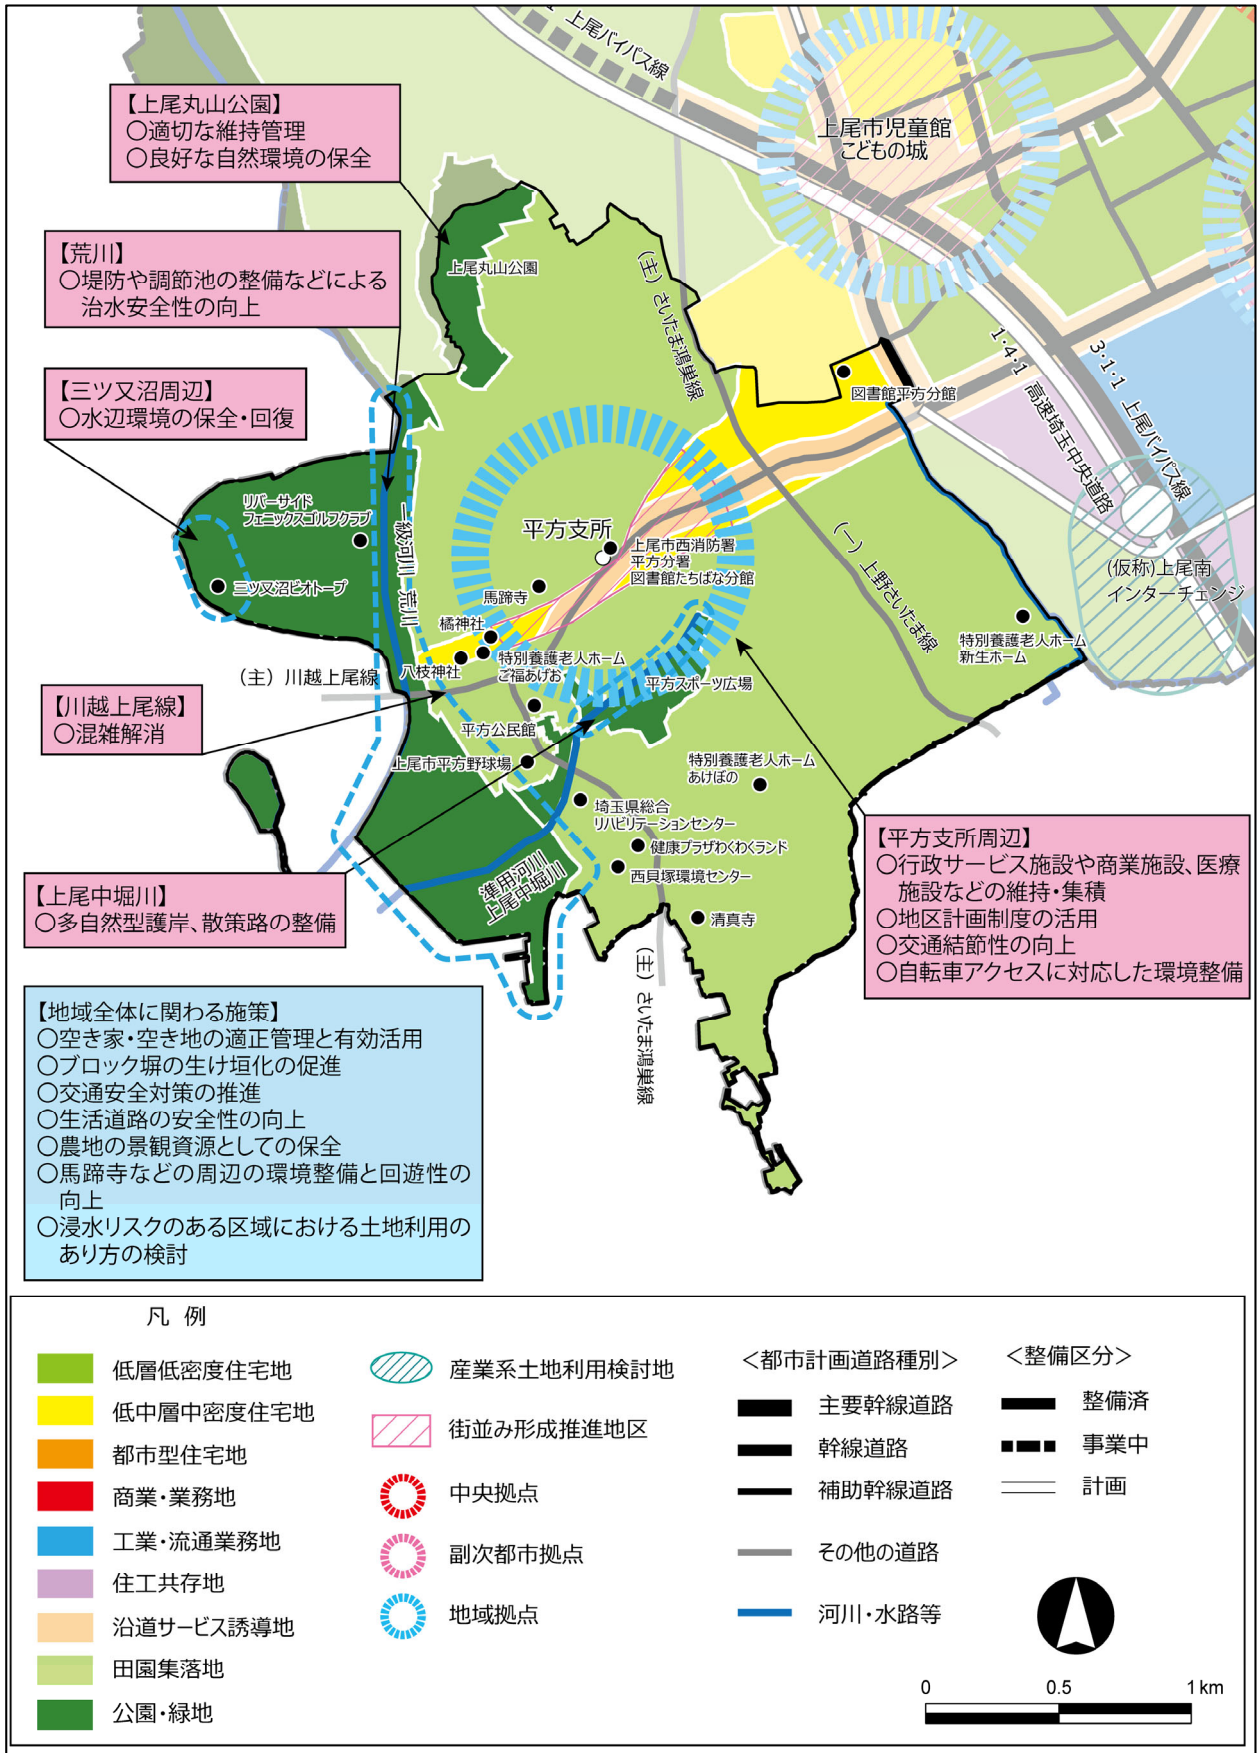 上尾バイパス線
【上尾丸山公園】
○適切な維持管理
○良好な自然環境の保全
上尾市児童館
こどもの城
【荒川】
○堤防や調節池の整備などによる
治水安全性の向上
上尾丸山公園
(主)さいたま鴻巣線
【三ツ又沼周辺】
○水辺環境の保全・回復
1・4・1 高速埼玉中央道路
3・1・1 上尾バイパス線
図書館平方分館
リバーサイド
フェニックスゴルフクラブ
一級河川 荒川
平方支所
上尾市西消防署
平方分署
図書館たちばな分館
(一)上野さいたま線
(仮称)上尾南
インターチェンジ
三ツ又沼ビオトープ
馬蹄寺
橘神社
八枝神社
特別養護老人ホーム
ご福あげお
特別養護老人ホーム
新生ホーム
(主)川越上尾線
平方スポーツ広場
【川越上尾線】
○混雑解消
平方公民館
上尾市平方野球場
特別養護老人ホーム
あけぼの
埼玉県総合
リハビリテーションセンター
健康プラザわくわくランド
西貝塚環境センター
準用河川
上尾中堀川
清真寺
(主)さいたま鴻巣線
【上尾中堀川】
○多自然型護岸、散策路の整備
【平方支所周辺】
○行政サービス施設や商業施設、医療
施設などの維持・集積
○地区計画制度の活用
○交通結節性の向上
○自転車アクセスに対応した環境整備
【地域全体に関わる施策】
○空き家・空き地の適正管理と有効活用
○ブロック塀の生け垣化の促進
○交通安全対策の推進
○生活道路の安全性の向上
○農地の景観資源としての保全
○馬蹄寺などの周辺の環境整備と回遊性の
向上
○浸水リスクのある区域における土地利用の
あり方の検討
凡 例
低層低密度住宅地
低中層中密度住宅地
都市型住宅地
商業・業務地
工業・流通業務地
住工共存地
沿道サービス誘導地
田園集落地
公園・緑地
産業系土地利用検討地
街並み形成推進地区
中央拠点
副次都市拠点
地域拠点
<都市計画道路種別>
主要幹線道路
幹線道路
補助幹線道路
その他の道路
河川・水路等
<整備区分>
整備済
事業中
計画
0 0.5 1km